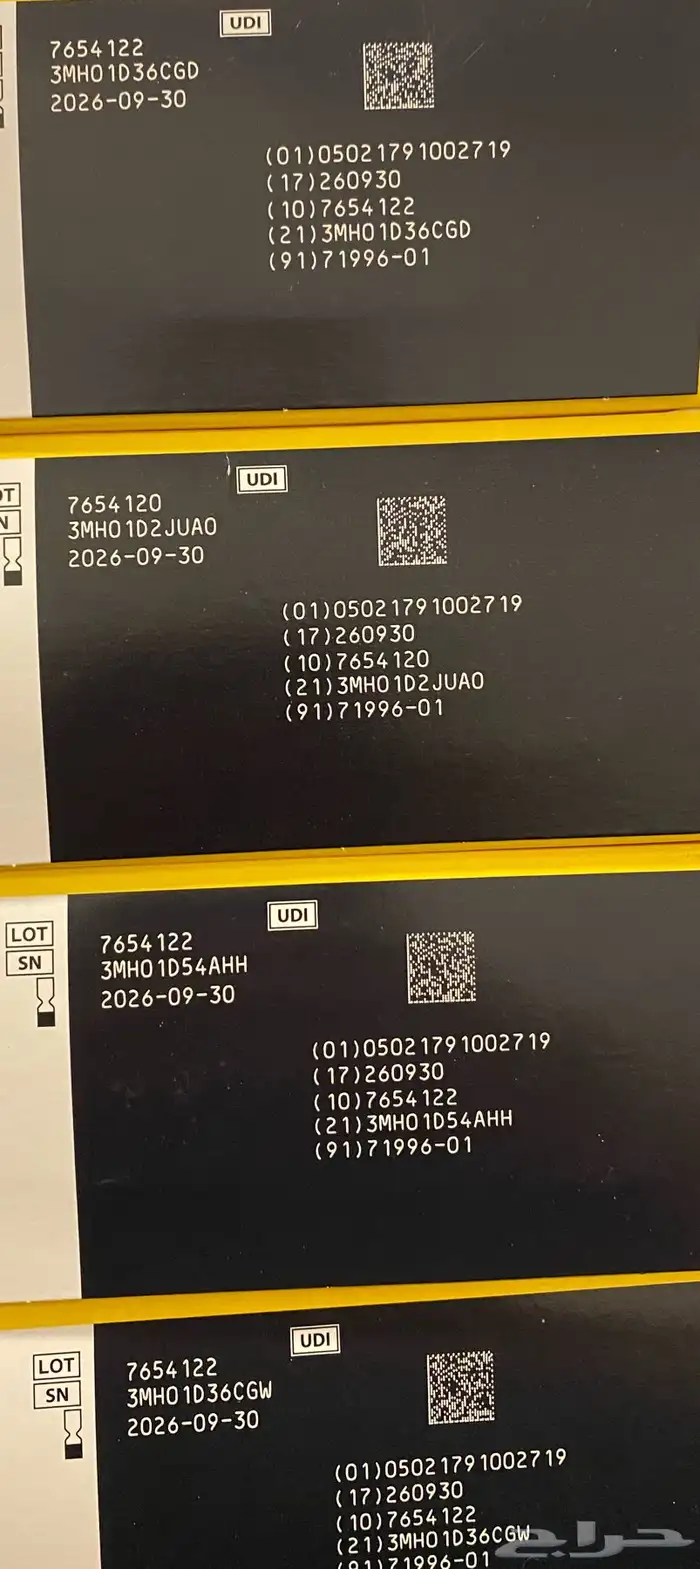 UDI
7654122
3MH01D36CGD
2026-09-30
(01)05021791002719
(17)260930
(10)7654122
(21)3MH01D36CGD
(91)71996-01
UDI
7654120
3MH01D2JUA0
2026-09-30
(01)05021791002719
(17)260930
(10)7654120
(21)3MH01D2JUA0
(91)71996-01
UDI
LOT 7654122
SN 3MH01D54AHH
2026-09-30
(01)05021791002719
(17)260930
(10)7654122
(21)3MH01D54AHH
(91)71996-01
UDI
LOT 7654122
SN 3MH01D36CGW
2026-09-30
(01)05021791002719
(17)260930
(10)7654122
(21)3MH01D36CGW
(91)71996-01
حراج